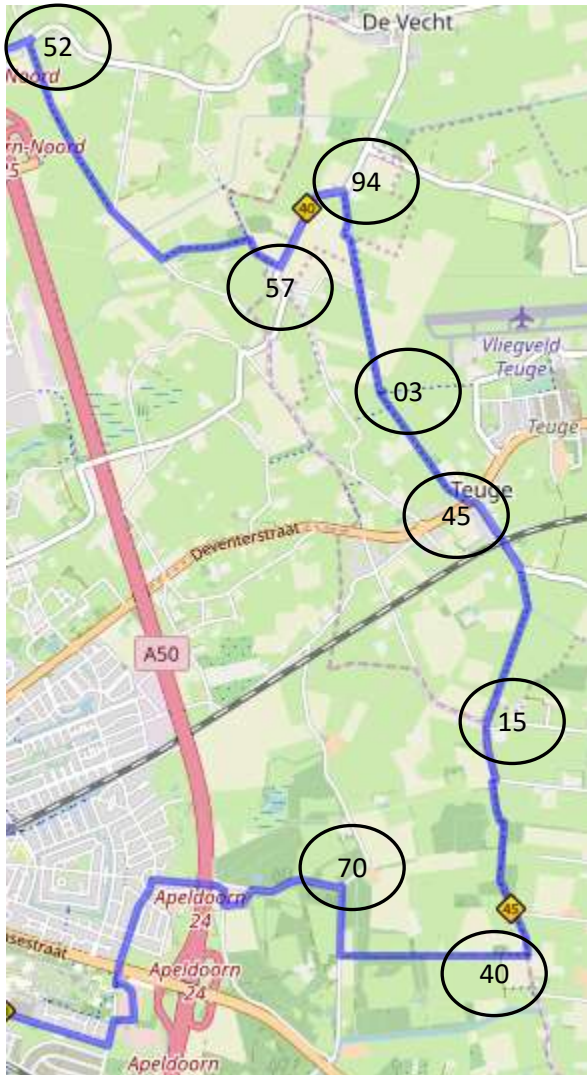 De Vecht
52
Noord
rn-Noord
5
94
40
57
Vliegveld
Teuge
03
Teuge
Teuge
45
Deventerstraat
A50
15
70
45
Apeldoorn
24
sestraat
40
Apeldoorn
24
Apeldoorn